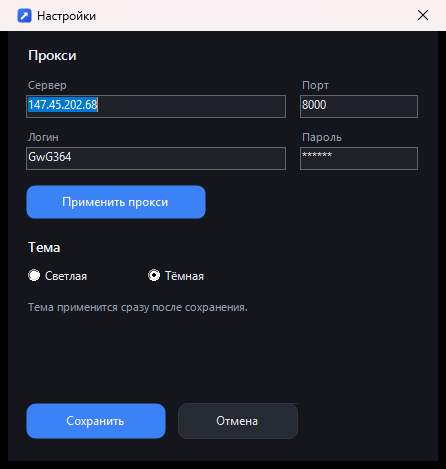 Настройки
Прокси
Сервер Порт
147.45.202.68 8000
Логин Пароль
GwG364 ******
Применить прокси
Тема
Светлая Тёмная
Тема применится сразу после сохранения.
Сохранить Отмена